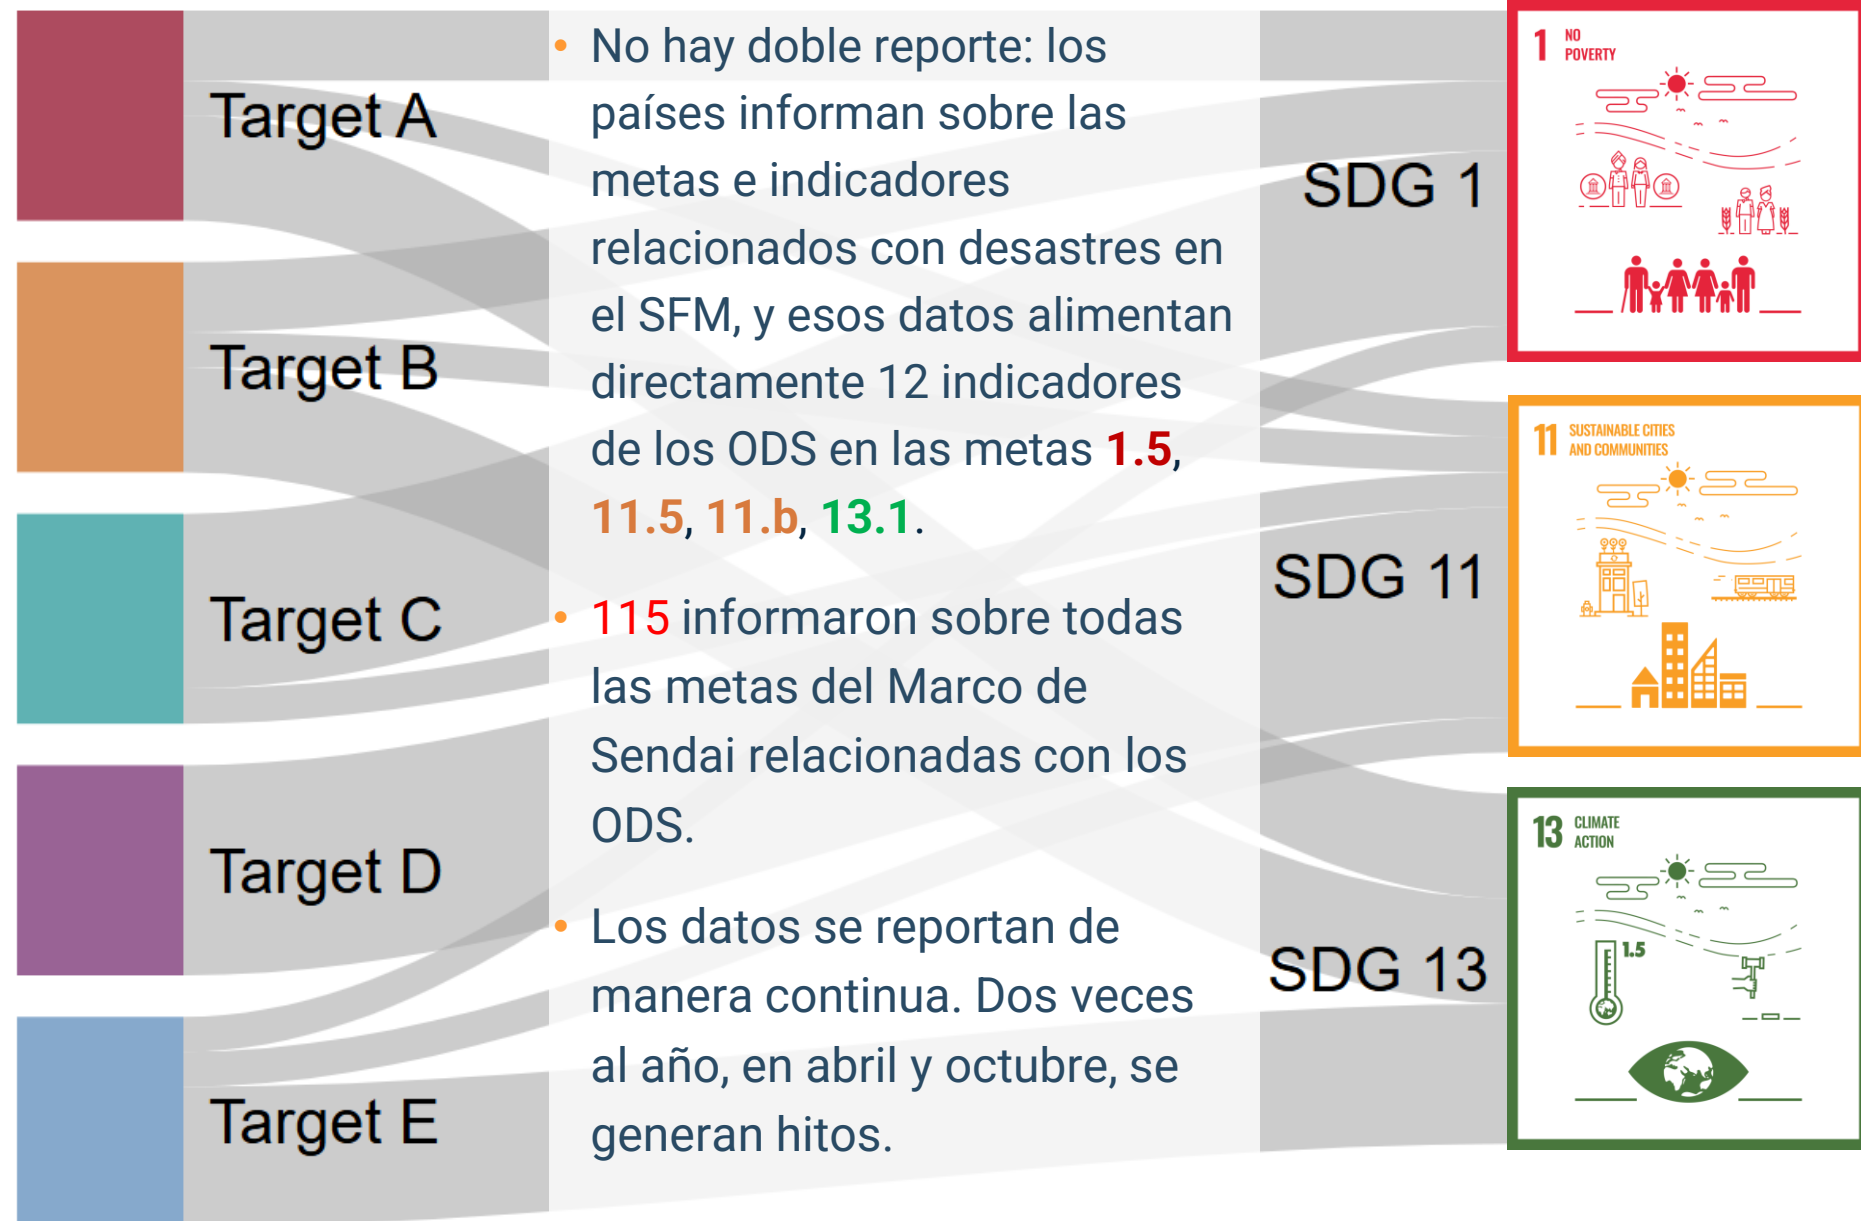 Target A
Target B
Target C
Target D
Target E
• No hay doble reporte: los
países informan sobre las
metas e indicadores
relacionados con desastres en
el SFM, y esos datos alimentan
directamente 12 indicadores
de los ODS en las metas 1.5,
11.5, 11.b, 13.1.
• 115 informaron sobre todas
las metas del Marco de
Sendai relacionadas con los
ODS.
• Los datos se reportan de
manera continua. Dos veces
al año, en abril y octubre, se
generan hitos.
SDG 1
SDG 11
SDG 13
1 NO
POVERTY
11 SUSTAINABLE CITIES
AND COMMUNITIES
13 CLIMATE
ACTION
1.5